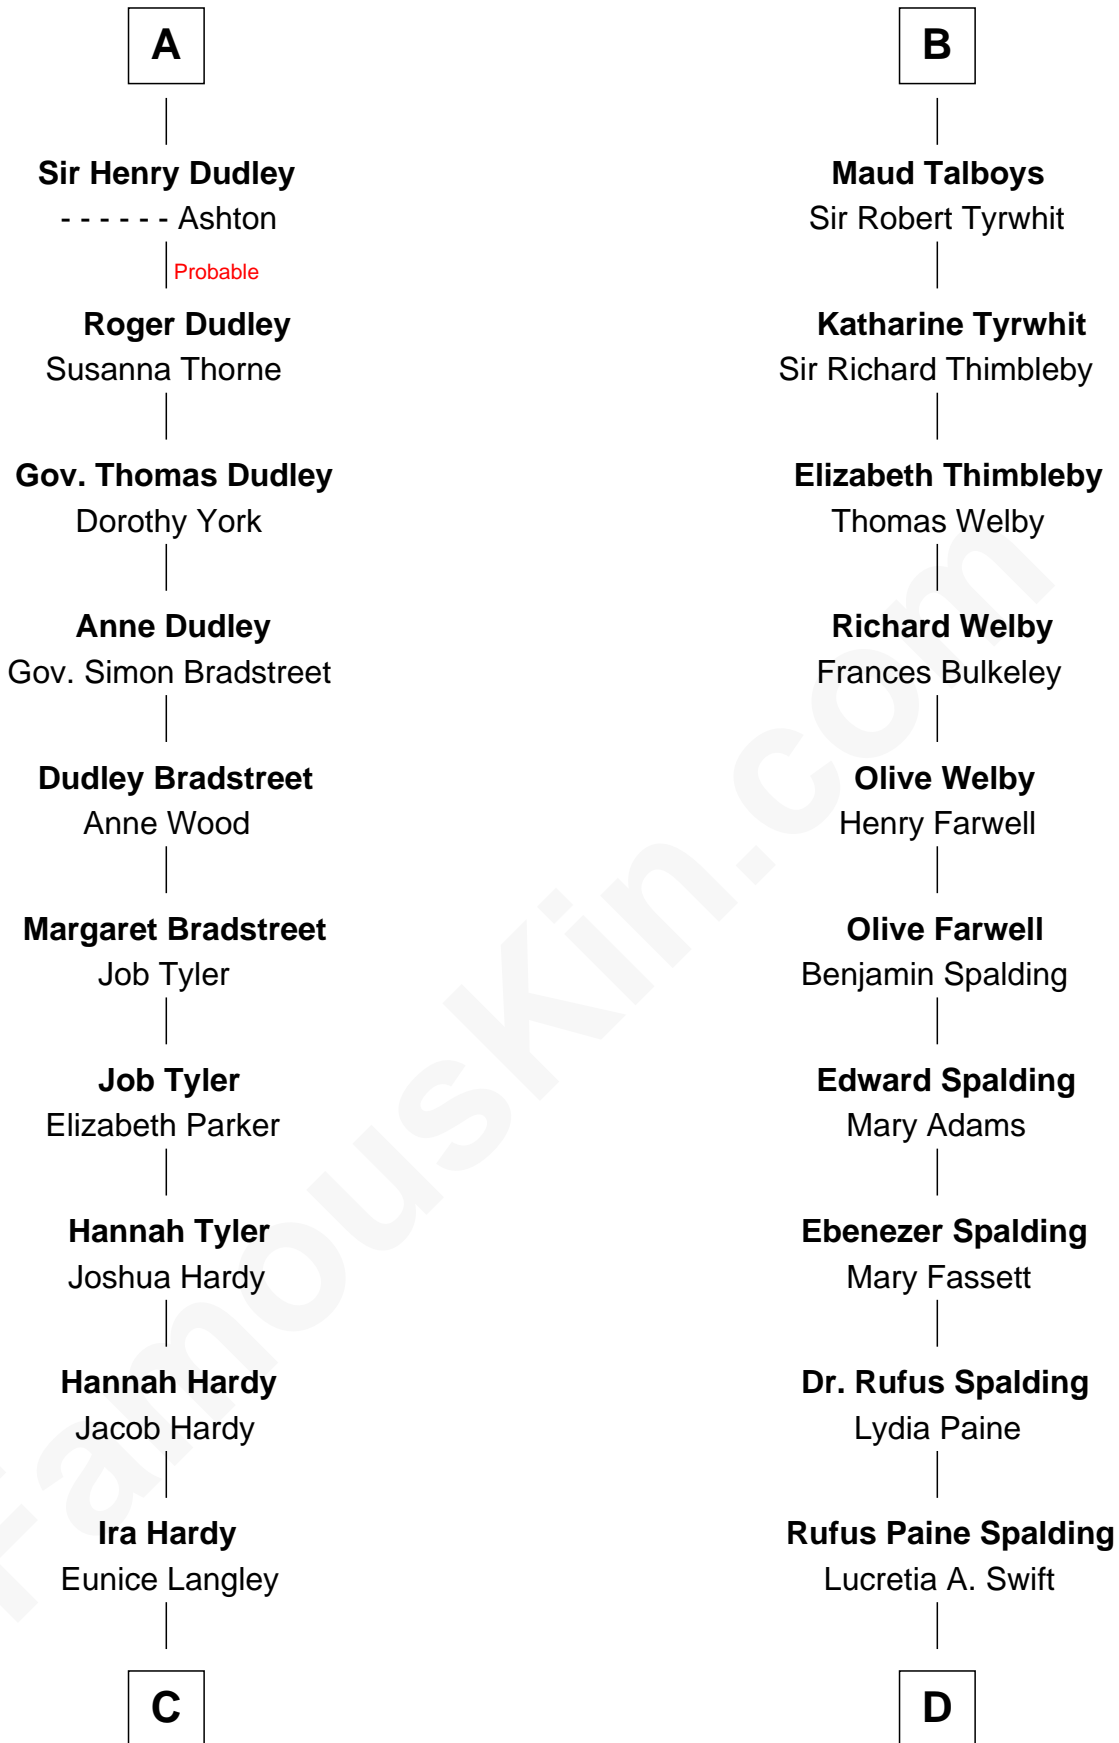 A
Sir Henry Dudley
- - - - - - Ashton
Probable
Roger Dudley
Susanna Thorne
Gov. Thomas Dudley
Dorothy York
Anne Dudley
Gov. Simon Bradstreet
Dudley Bradstreet
Anne Wood
Margaret Bradstreet
Job Tyler
Job Tyler
Elizabeth Parker
Hannah Tyler
Joshua Hardy
Hannah Hardy
Jacob Hardy
Ira Hardy
Eunice Langley
C
B
Maud Talboys
Sir Robert Tyrwhit
Katharine Tyrwhit
Sir Richard Thimbleby
Elizabeth Thimbleby
Thomas Welby
Richard Welby
Frances Bulkeley
Olive Welby
Henry Farwell
Olive Farwell
Benjamin Spalding
Edward Spalding
Mary Adams
Ebenezer Spalding
Mary Fassett
Dr. Rufus Spalding
Lydia Paine
Rufus Paine Spalding
Lucretia A. Swift
D
FamousKin.com